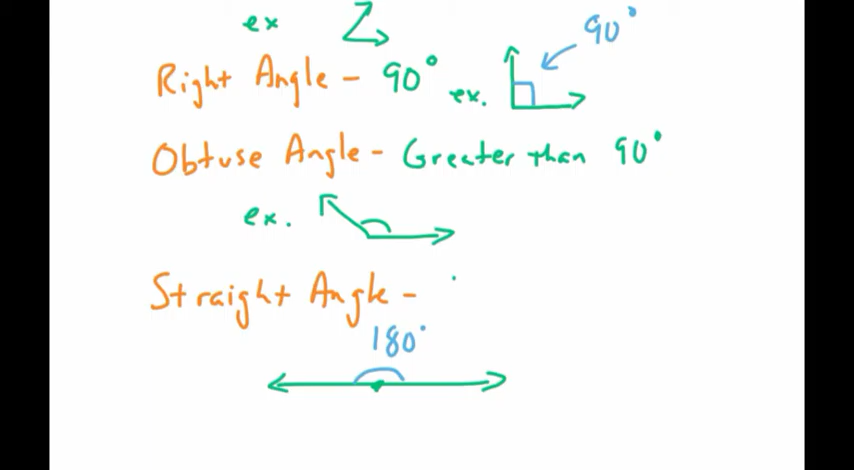 ex
90°
Right Angle - 90° ex.
Obtuse Angle - Greater than 90°
ex.
Straight Angle -
180°